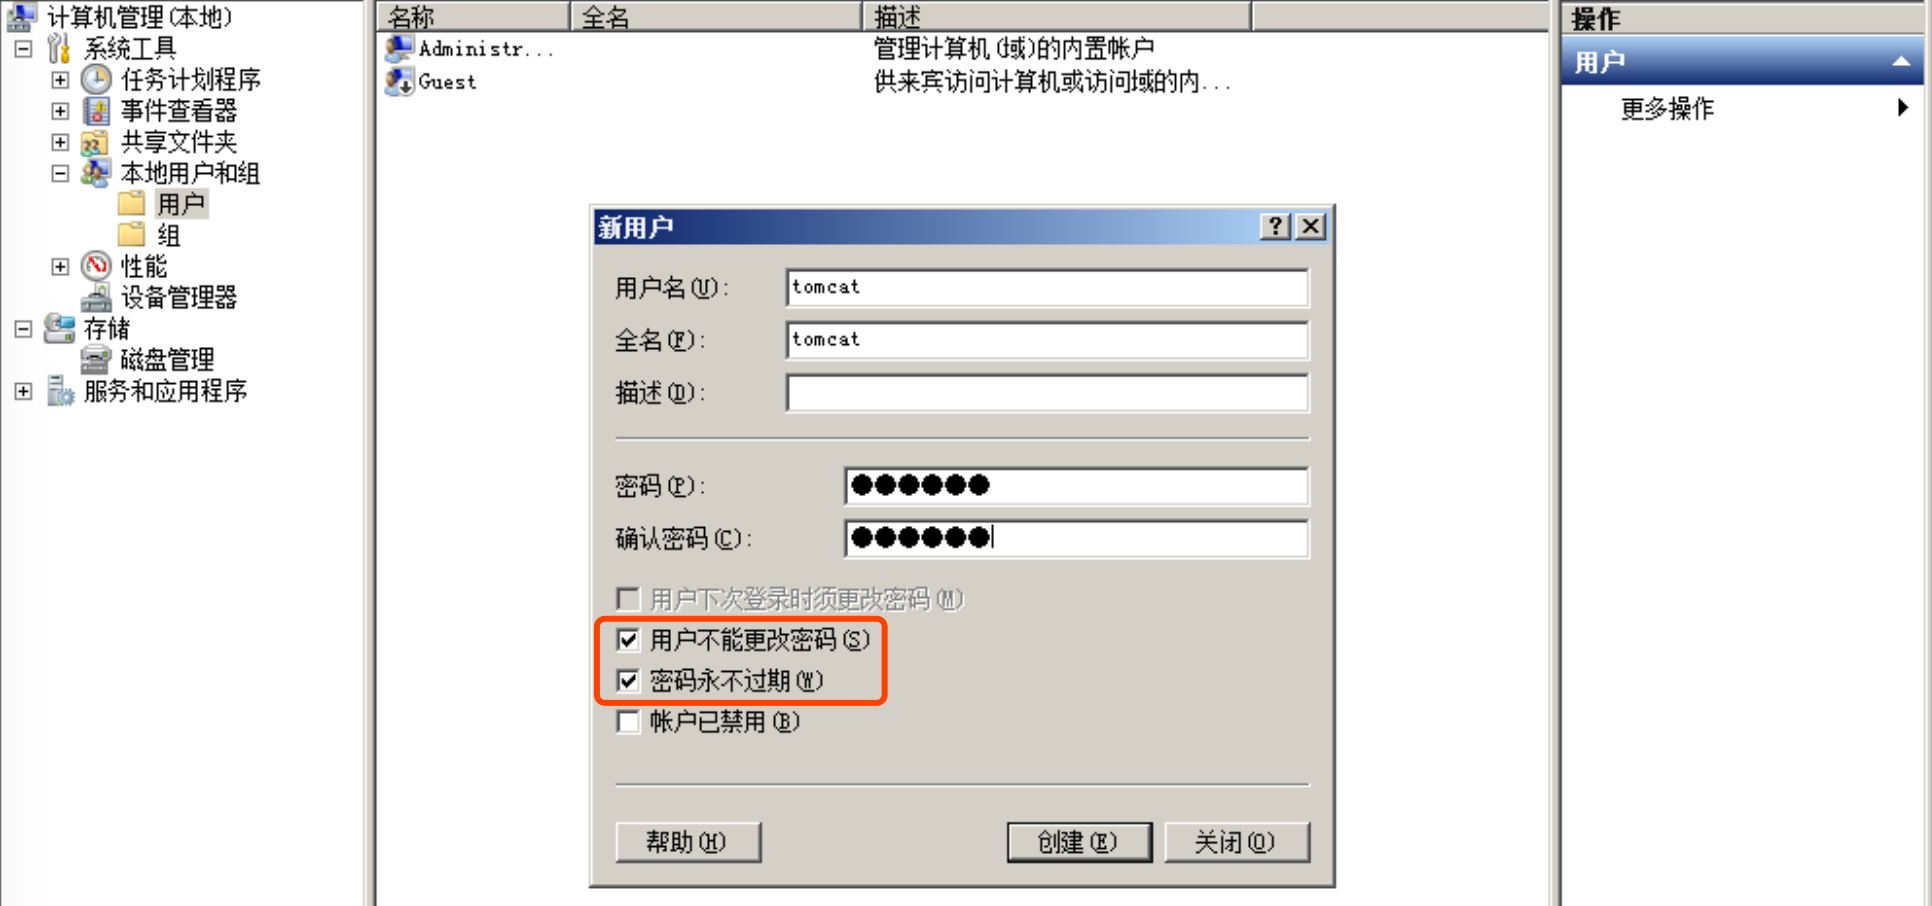 计算机管理(本地)
系统工具
任务计划程序
事件查看器
共享文件夹
本地用户和组
用户
组
性能
设备管理器
存储
磁盘管理
服务和应用程序
名称 全名 描述
Administr... 管理计算机(域)的内置帐户
Guest 供来宾访问计算机或访问域的内...
新用户
用户名(U): tomcat
全名(F): tomcat
描述(D):
密码(P): ●●●●●●
确认密码(C): ●●●●●●
用户下次登录时须更改密码(M)
用户不能更改密码(S)
密码永不过期(W)
帐户已禁用(B)
帮助(H) 创建(E) 关闭(O)
操作
用户
更多操作